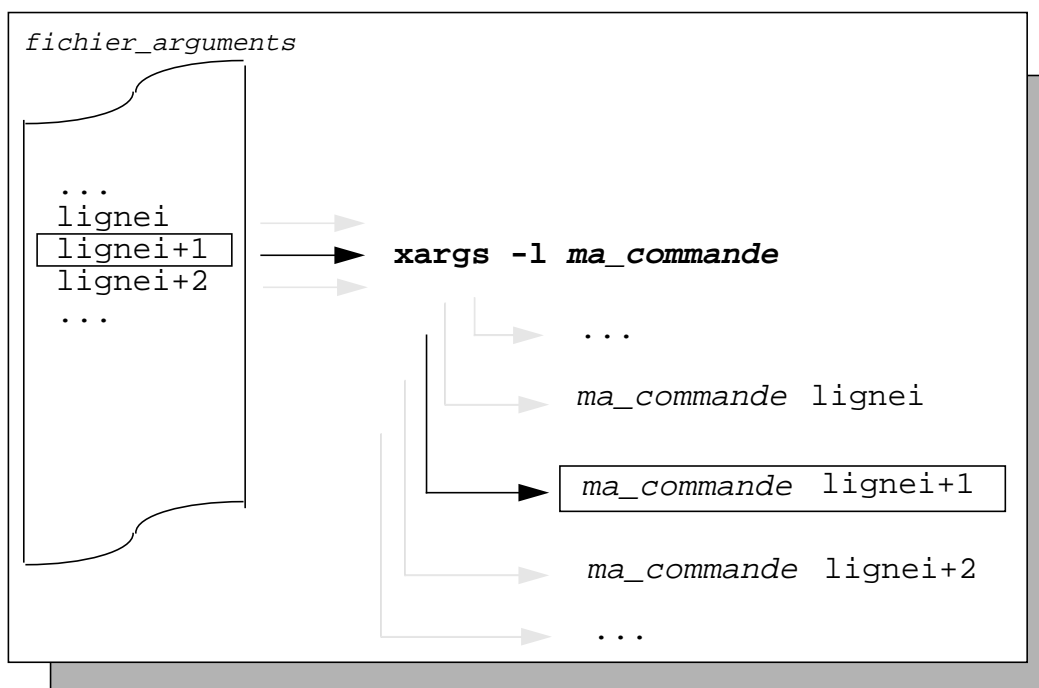 fichier_arguments
...
lignei
lignei+1
lignei+2
...
xargs -l ma_commande
...
ma_commande lignei
ma_commande lignei+1
ma_commande lignei+2
...